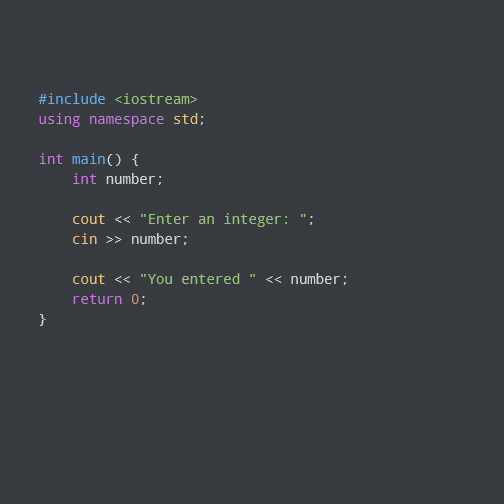 #include <iostream>
using namespace std;
int main() {
    int number;
    cout << "Enter an integer: ";
    cin >> number;
    cout << "You entered " << number;
    return 0;
}